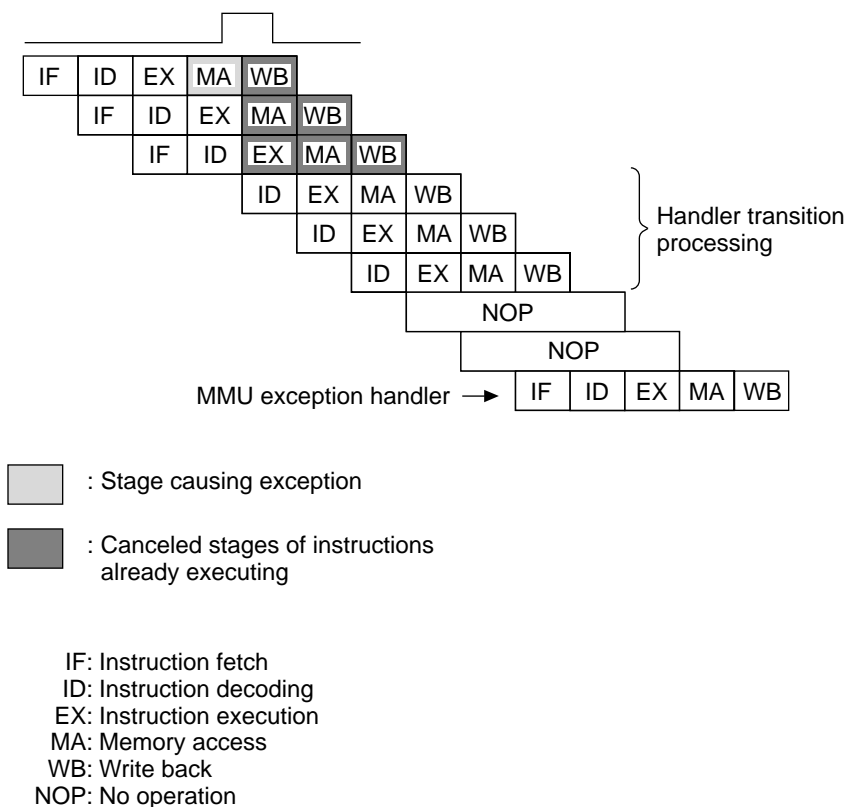 IF ID EX MA WB
IF ID EX MA WB
IF ID EX MA WB
ID EX MA WB
ID EX MA WB
ID EX MA WB
Handler transition
processing
NOP
NOP
MMU exception handler
IF ID EX MA WB
: Stage causing exception
: Canceled stages of instructions
already executing
IF: Instruction fetch
ID: Instruction decoding
EX: Instruction execution
MA: Memory access
WB: Write back
NOP: No operation